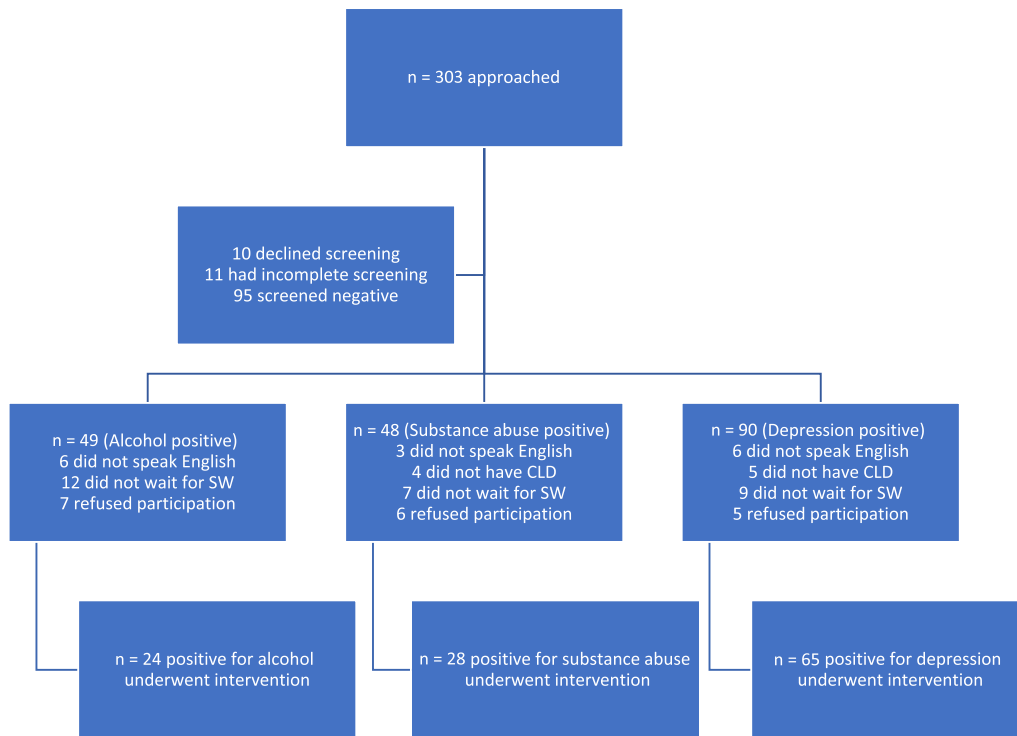 n = 303 approached
10 declined screening
11 had incomplete screening
95 screened negative
n = 49 (Alcohol positive)
6 did not speak English
12 did not wait for SW
7 refused participation
n = 48 (Substance abuse positive)
3 did not speak English
4 did not have CLD
7 did not wait for SW
6 refused participation
n = 90 (Depression positive)
6 did not speak English
5 did not have CLD
9 did not wait for SW
5 refused participation
n = 24 positive for alcohol
underwent intervention
n = 28 positive for substance abuse
underwent intervention
n = 65 positive for depression
underwent intervention